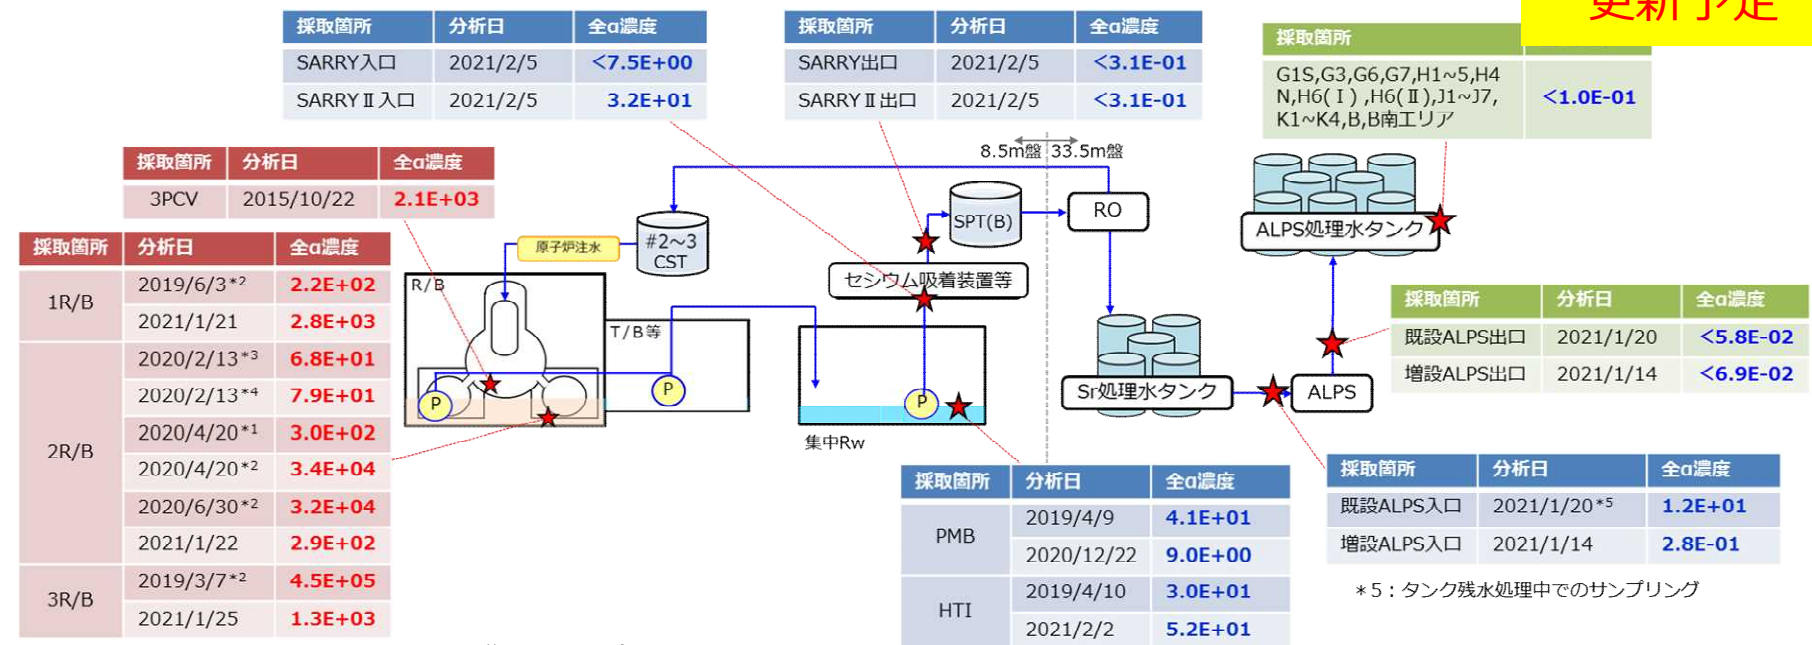 更新予定
採取箇所 分析日 全α濃度
SARRY入口 2021/2/5 <7.5E+00
SARRYⅡ入口 2021/2/5 3.2E+01
採取箇所 分析日 全α濃度
SARRY出口 2021/2/5 <3.1E-01
SARRYⅡ出口 2021/2/5 <3.1E-01
採取箇所
G1S,G3,G6,G7,H1~5,H4
N,H6(Ⅰ),H6(Ⅱ),J1~J7,
K1~K4,B,B南エリア
<1.0E-01
採取箇所 分析日 全α濃度
3PCV 2015/10/22 2.1E+03
採取箇所 分析日 全α濃度
1R/B
2019/6/3*2 2.2E+02
2021/1/21 2.8E+03
2R/B
2020/2/13*3 6.8E+01
2020/2/13*4 7.9E+01
2020/4/20*1 3.0E+02
2020/4/20*2 3.4E+04
2020/6/30*2 3.2E+04
2021/1/22 2.9E+02
3R/B
2019/3/7*2 4.5E+05
2021/1/25 1.3E+03
8.5m盤 33.5m盤
原子炉注水
#2~3
CST
SPT(B)
RO
セシウム吸着装置等
R/B
T/B等
P
P
P
集中Rw
Sr処理水タンク
ALPS
ALPS処理水タンク
採取箇所 分析日 全α濃度
既設ALPS出口 2021/1/20 <5.8E-02
増設ALPS出口 2021/1/14 <6.9E-02
採取箇所 分析日 全α濃度
PMB
2019/4/9 4.1E+01
2020/12/22 9.0E+00
HTI
2019/4/10 3.0E+01
2021/2/2 5.2E+01
採取箇所 分析日 全α濃度
既設ALPS入口 2021/1/20*5 1.2E+01
増設ALPS入口 2021/1/14 2.8E-01
*5:タンク残水処理中でのサンプリング